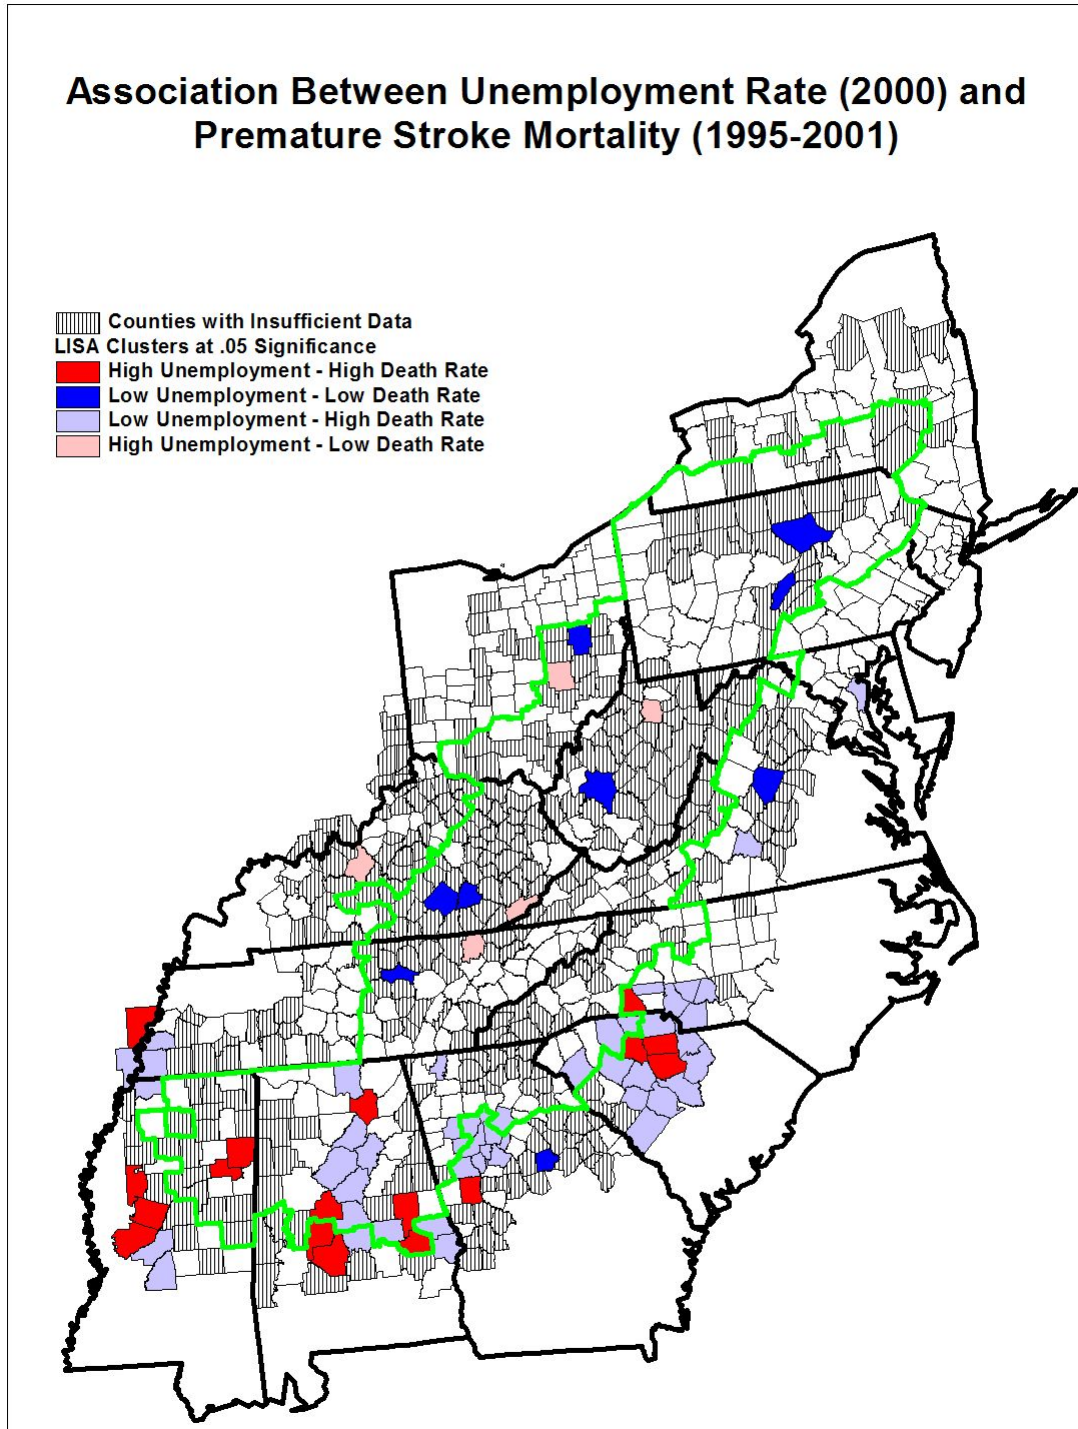 Association Between Unemployment Rate (2000) and
Premature Stroke Mortality (1995-2001)
Counties with Insufficient Data
LISA Clusters at .05 Significance
High Unemployment - High Death Rate
Low Unemployment - Low Death Rate
Low Unemployment - High Death Rate
High Unemployment - Low Death Rate